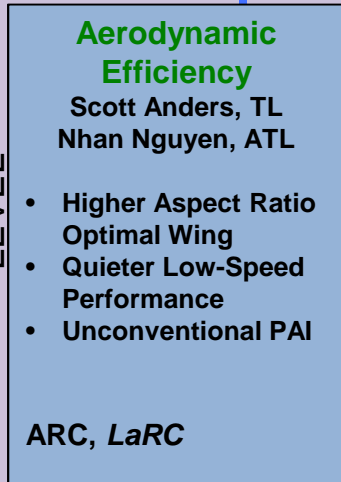 Aerodynamic
Efficiency
Scott Anders, TL
Nhan Nguyen, ATL
• Higher Aspect Ratio
Optimal Wing
• Quieter Low-Speed
Performance
• Unconventional PAI
ARC, LaRC